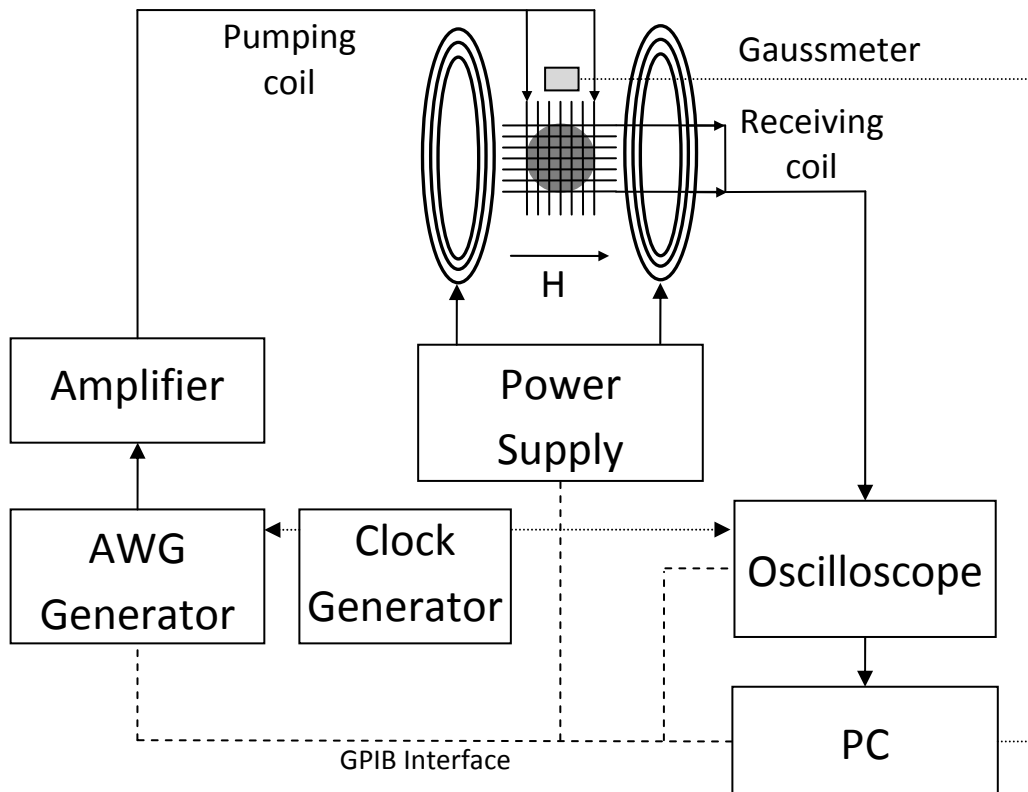 Pumping
coil
Gaussmeter
Receiving
coil
H
Amplifier
Power
Supply
AWG
Generator
Clock
Generator
Oscilloscope
PC
GPIB Interface